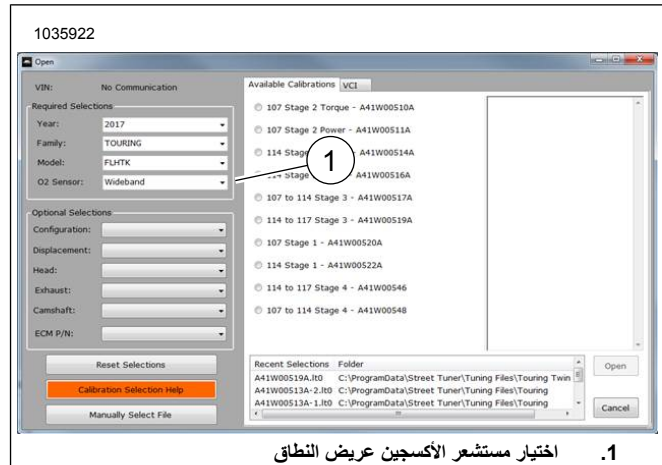 1035922
Open
VIN: No Communication
Required Selections
Year: 2017
Family: TOURING
Model: FLHTK
O2 Sensor: Wideband
Optional Selections
Configuration:
Displacement:
Head:
Exhaust:
Camshaft:
ECM P/N:
Reset Selections
Calibration Selection Help
Manually Select File
Available Calibrations VCI
107 Stage 2 Torque - A41W00510A
107 Stage 2 Power - A41W00511A
114 Stage - A41W00514A
Stage - A41W00516A
107 to 114 Stage 3 - A41W00517A
114 to 117 Stage 3 - A41W00519A
107 Stage 1 - A41W00520A
114 Stage 1 - A41W00522A
114 to 117 Stage 4 - A41W00546
107 to 114 Stage 4 - A41W00548
1
Recent Selections Folder
A41W00519A.lt0 C:\ProgramData\Street Tuner\Tuning Files\Touring Twin
A41W00513A-2.lt0 C:\ProgramData\Street Tuner\Tuning Files\Touring
A41W00513A-1.lt0 C:\ProgramData\Street Tuner\Tuning Files\Touring
Open
Cancel
1. اختيار مستشعر الأكسجين عريض النطاق